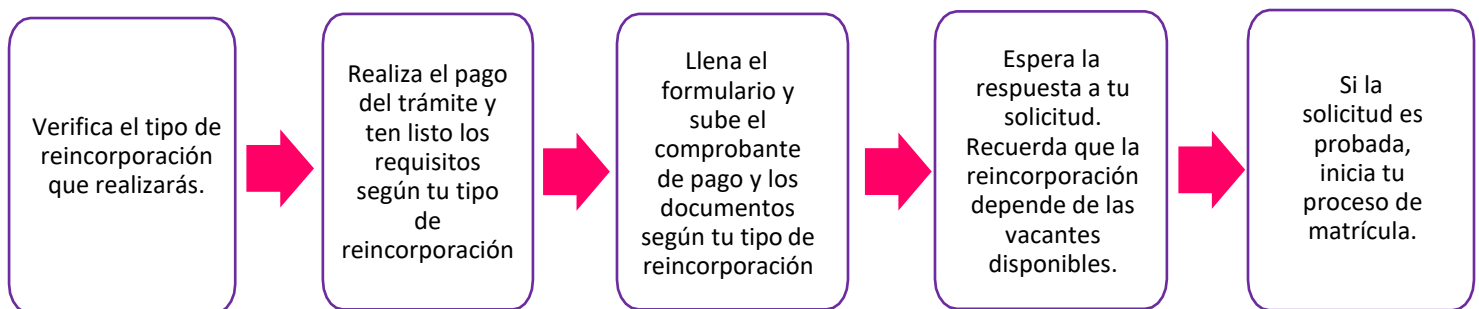 Verifica el tipo de
reincorporación
que realizarás.
Realiza el pago
del trámite y
ten listo los
requisitos
según tu tipo
de
reincorporación
Llena el
formulario y
sube el
comprobante
de pago y los
documentos
según tu tipo de
reincorporación
Espera la
respuesta a tu
solicitud.
Recuerda que la
reincorporación
depende de las
vacantes
disponibles.
Si la
solicitud es
probada,
inicia tu
proceso de
matrícula.